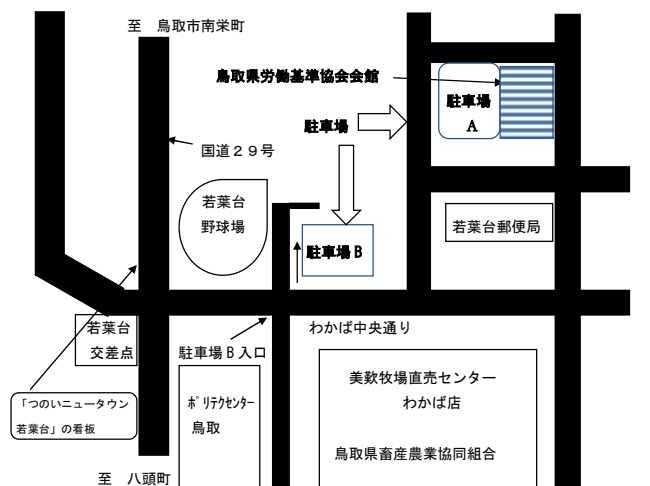 至　鳥取市南栄町
鳥取県労働基準協会会館
駐車場
A
駐車場
国道２９号
若葉台
野球場
若葉台郵便局
駐車場 B
若葉台
交差点
わかば中央通り
駐車場 B 入口
「つのいニュータウン
若葉台」の看板
ﾎﾟﾘﾃｸｾﾝﾀｰ
鳥取
美歎牧場直売センター
わかば店
鳥取県畜産農業協同組合
至　八頭町